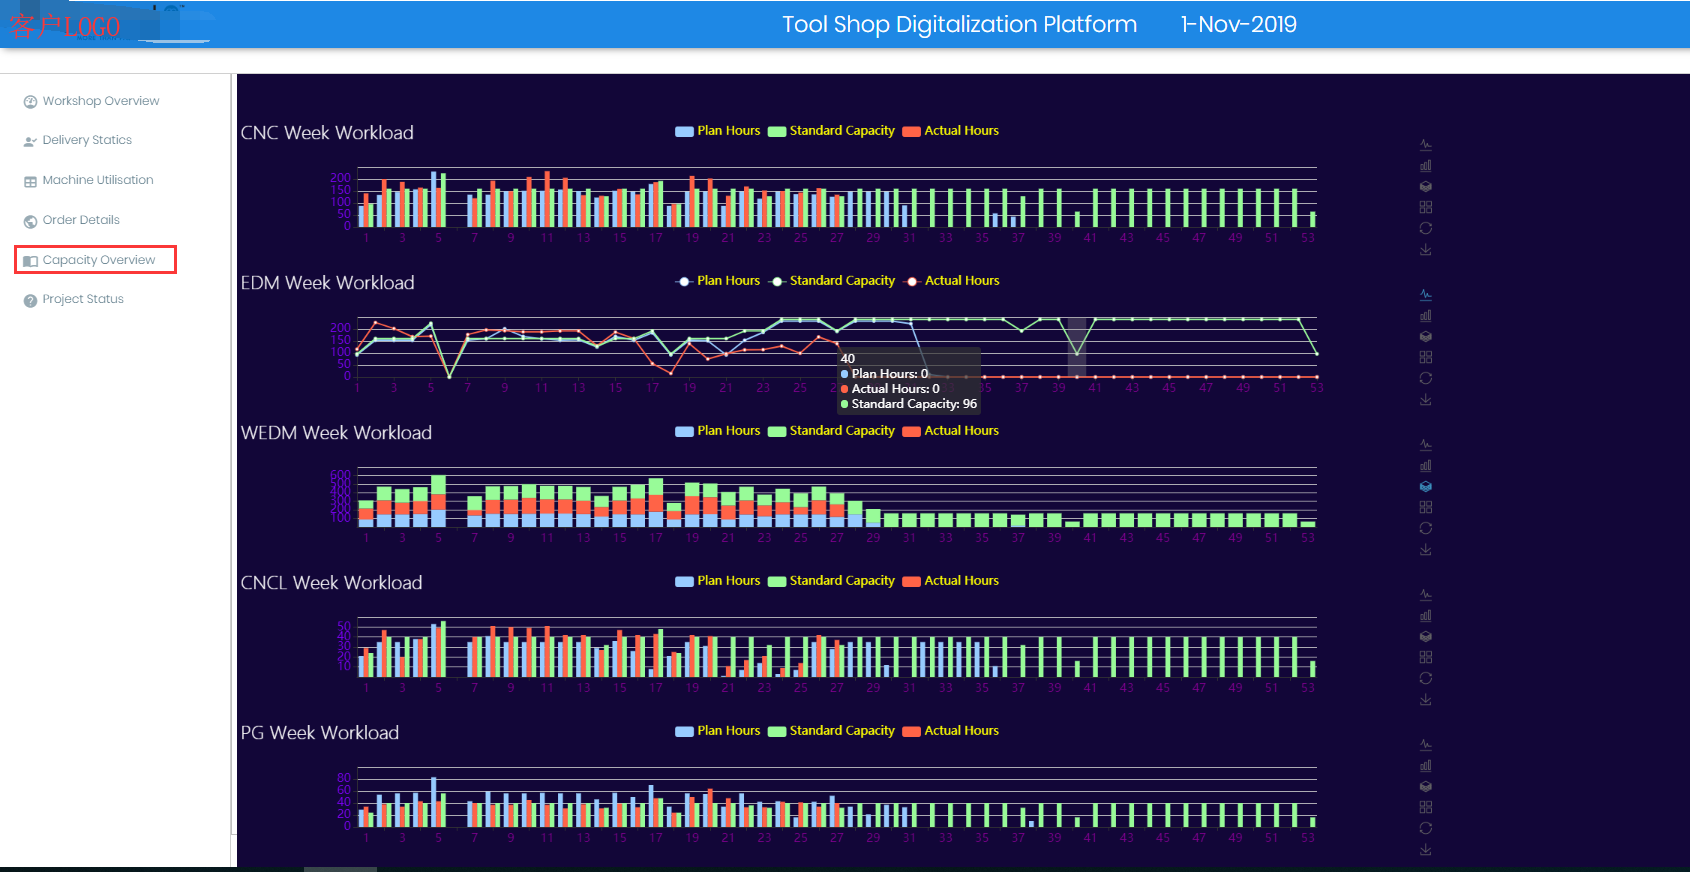 客户LOGO
Tool Shop Digitalization Platform 1-Nov-2019
Workshop Overview
Delivery Statics
Machine Utilisation
Order Details
Capacity Overview
Project Status
CNC Week Workload
Plan Hours Standard Capacity Actual Hours
200
150
100
50
0
1 3 5 7 9 11 13 15 17 19 21 23 25 27 29 31 33 35 37 39 41 43 45 47 49 51 53
EDM Week Workload
Plan Hours Standard Capacity Actual Hours
200
150
100
50
0
1 3 5 7 9 11 13 15 17 19 21 23 25 35 37 39 41 43 45 47 49 51 53
40
Plan Hours: 0
Actual Hours: 0
Standard Capacity: 96
WEDM Week Workload
Plan Hours Standard Capacity Actual Hours
600
500
400
300
200
100
1 3 5 7 9 11 13 15 17 19 21 23 25 27 29 31 33 35 37 39 41 43 45 47 49 51 53
CNCL Week Workload
Plan Hours Standard Capacity Actual Hours
50
40
30
20
10
1 3 5 7 9 11 13 15 17 19 21 23 25 27 29 31 33 35 37 39 41 43 45 47 49 51 53
PG Week Workload
Plan Hours Standard Capacity Actual Hours
80
60
40
20
0
1 3 5 7 9 11 13 15 17 19 21 23 25 27 29 31 33 35 37 39 41 43 45 47 49 51 53